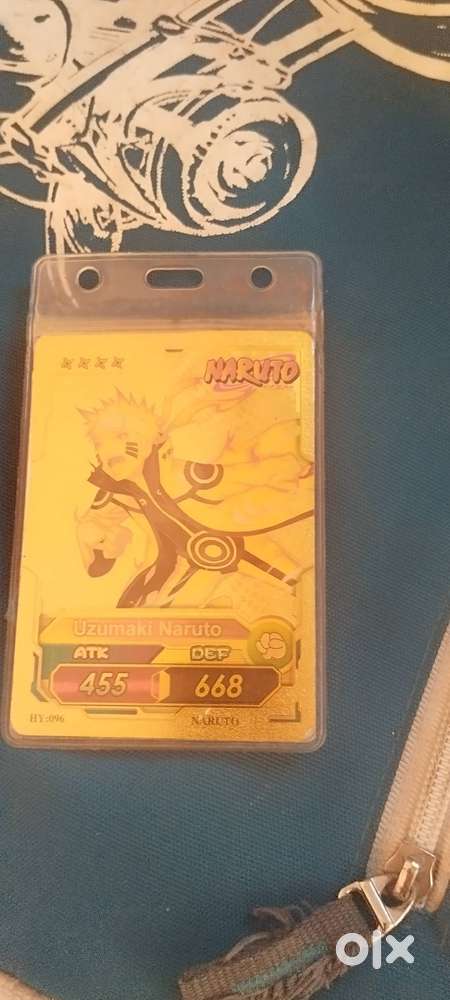 NARUTO
Uzumaki Naruto
ATK DEF
455 668
HY:096 NARUTO
olx